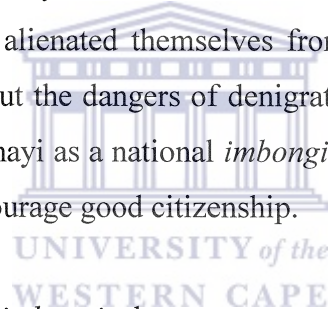 alienated themselves from
ut the dangers of denigrat
nayi as a national imbongi
ourage good citizenship.
UNIVERSITY of the
WESTERN CAPE